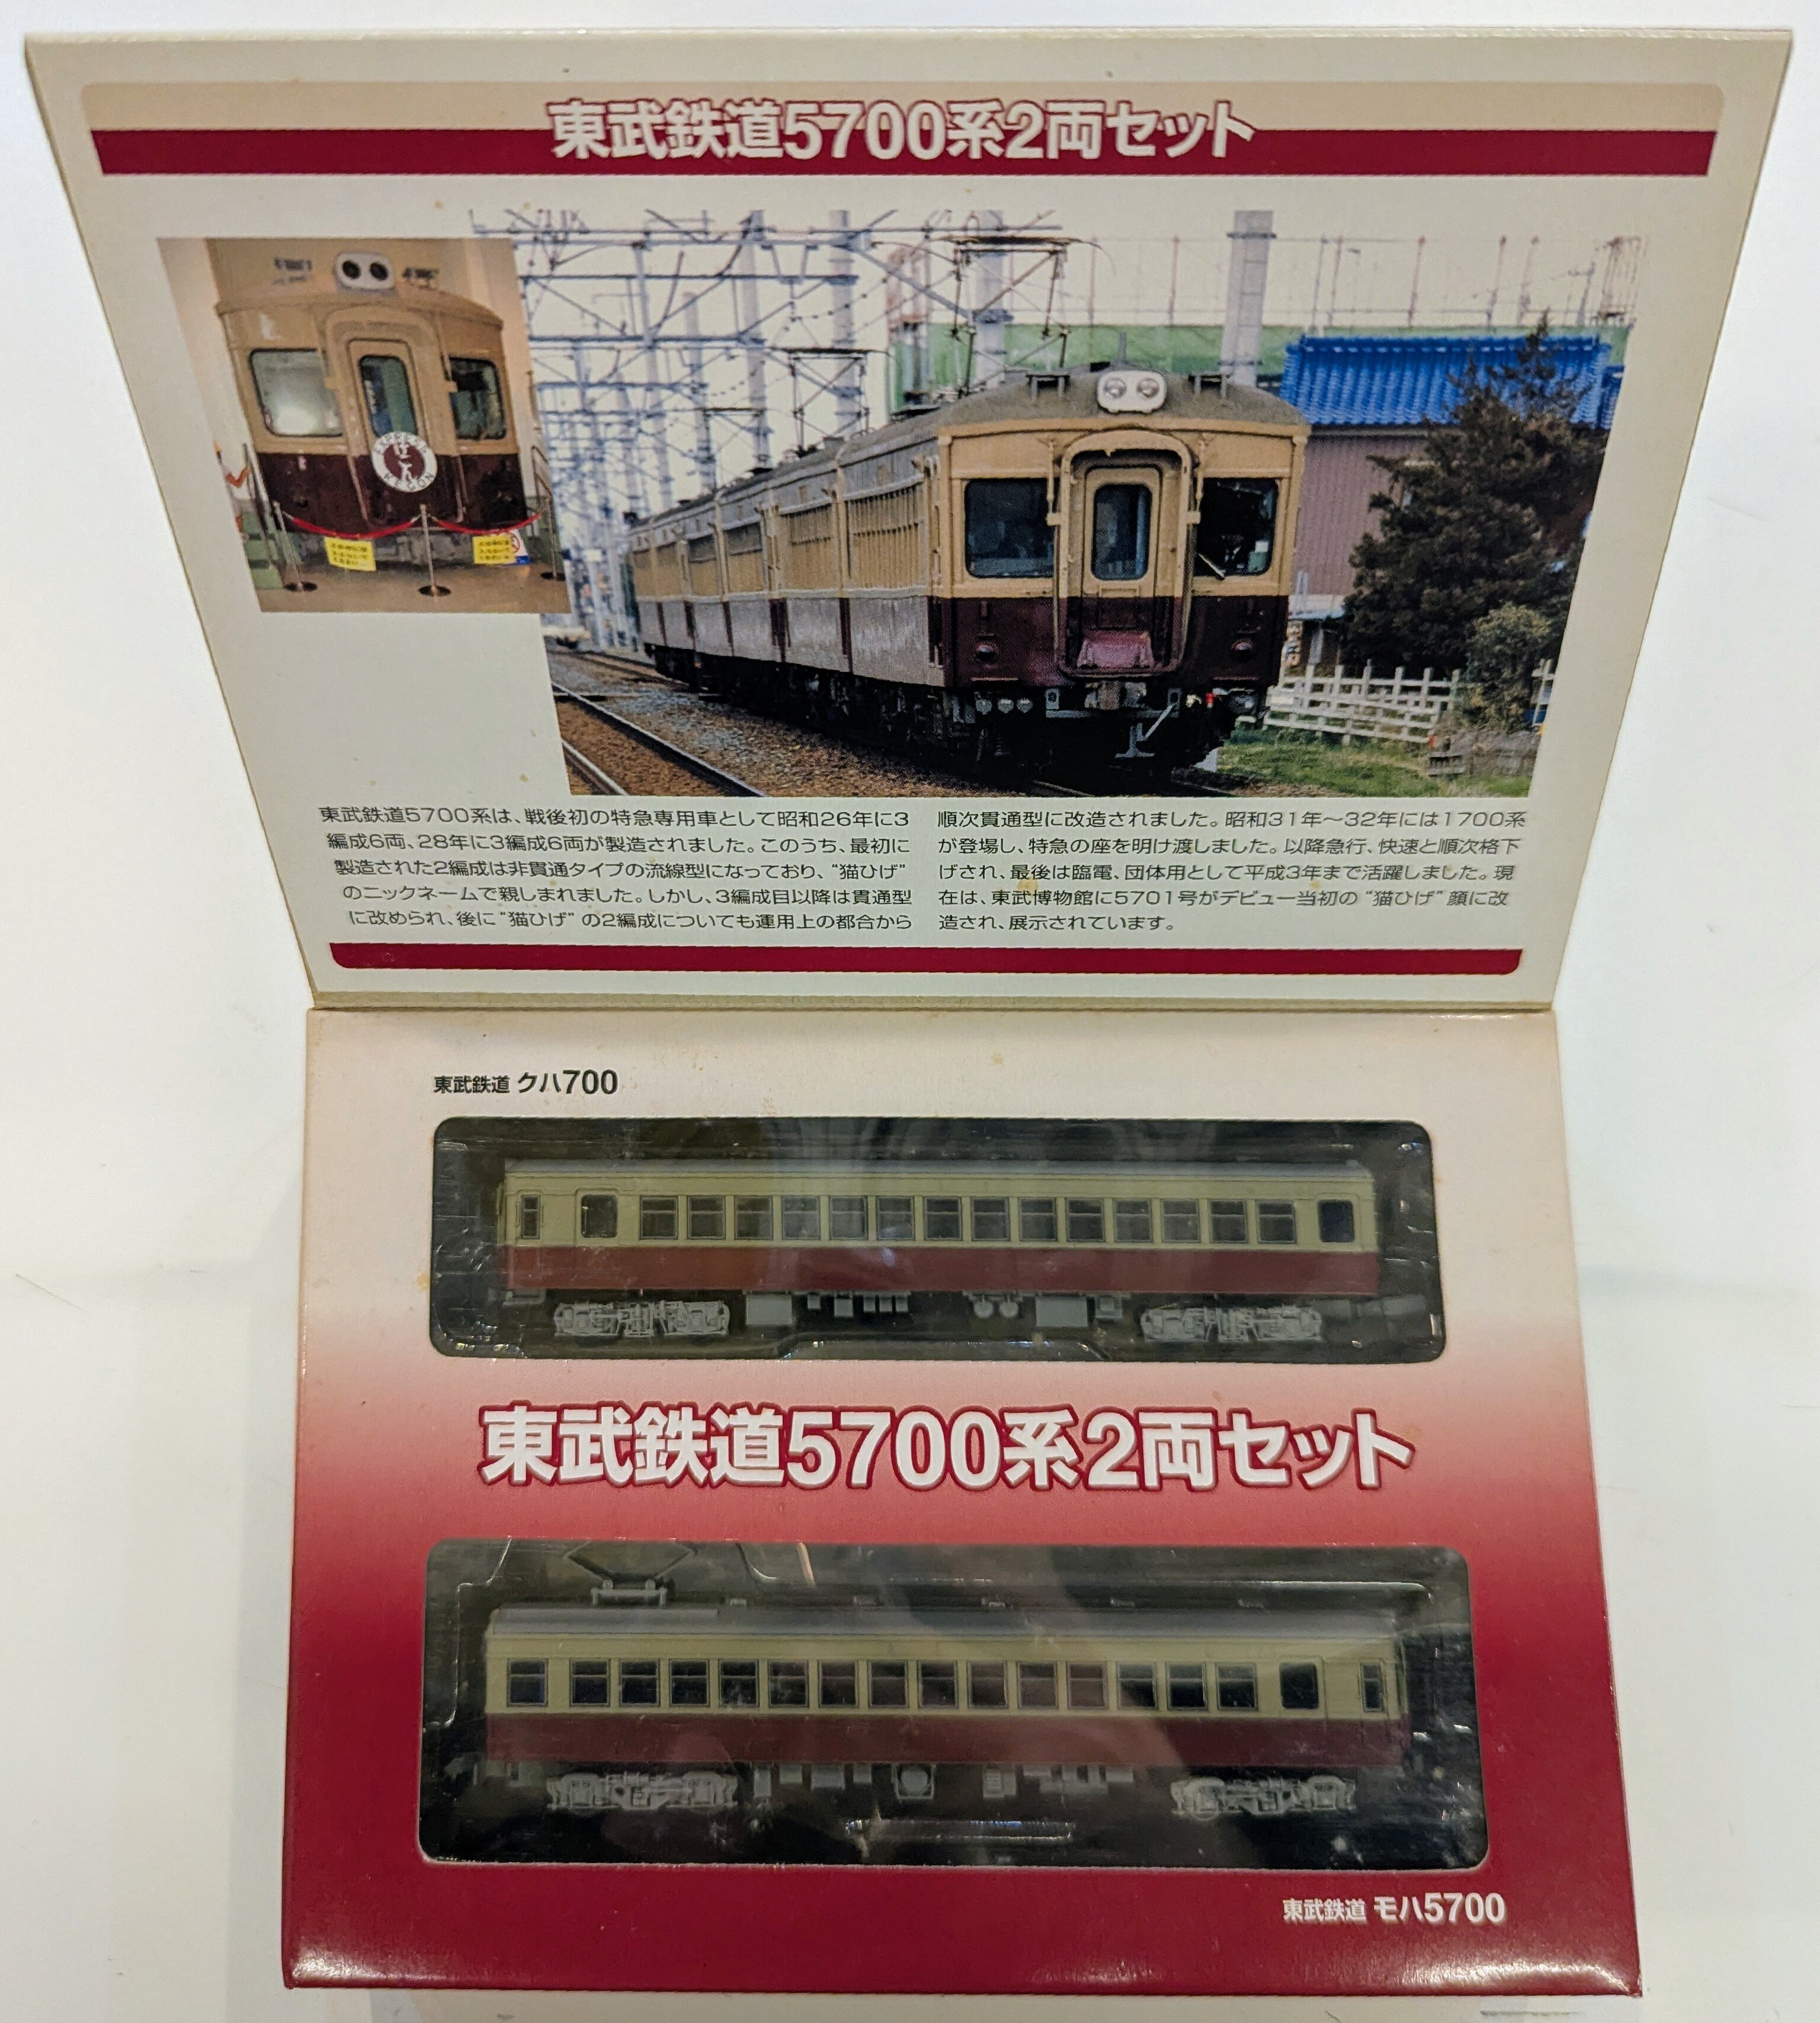 東武鉄道5700系2両セット
東武鉄道5700系は、戦後初の特急専用車として昭和26年に3
編成6両、28年に3編成6両が製造されました。このうち、最初に
製造された2編成は非貫通タイプの流線型になっており、“猫ひげ”
のニックネームで親しまれました。しかし、3編成目以降は貫通型
に改められ、後に“猫ひげ”の2編成についても運用上の都合から
順次貫通型に改造されました。昭和31年〜32年には1700系
が登場し、特急の座を明け渡しました。以降急行、快速と順次格下
げされ、最後は臨電、団体用として平成3年まで活躍しました。現
在は、東武博物館に5701号がデビュー当初の“猫ひげ”顔に改
造され、展示されています。
東武鉄道 クハ700
東武鉄道5700系2両セット
東武鉄道 モハ5700